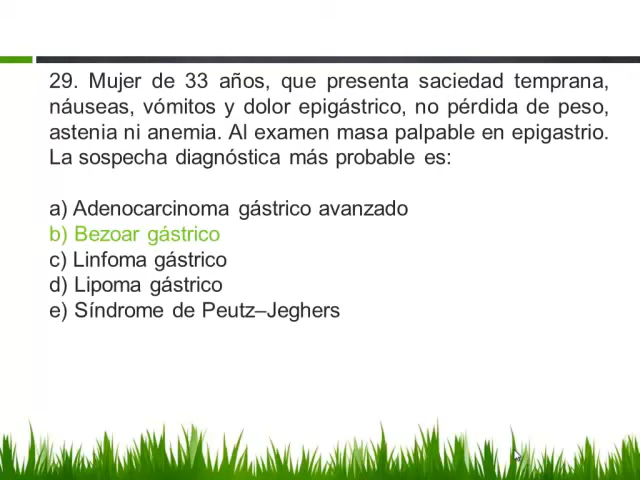 29. Mujer de 33 años, que presenta saciedad temprana,
náuseas, vómitos y dolor epigástrico, no pérdida de peso,
astenia ni anemia. Al examen masa palpable en epigastrio.
La sospecha diagnóstica más probable es:
a) Adenocarcinoma gástrico avanzado
b) Bezoar gástrico
c) Linfoma gástrico
d) Lipoma gástrico
e) Síndrome de Peutz–Jeghers